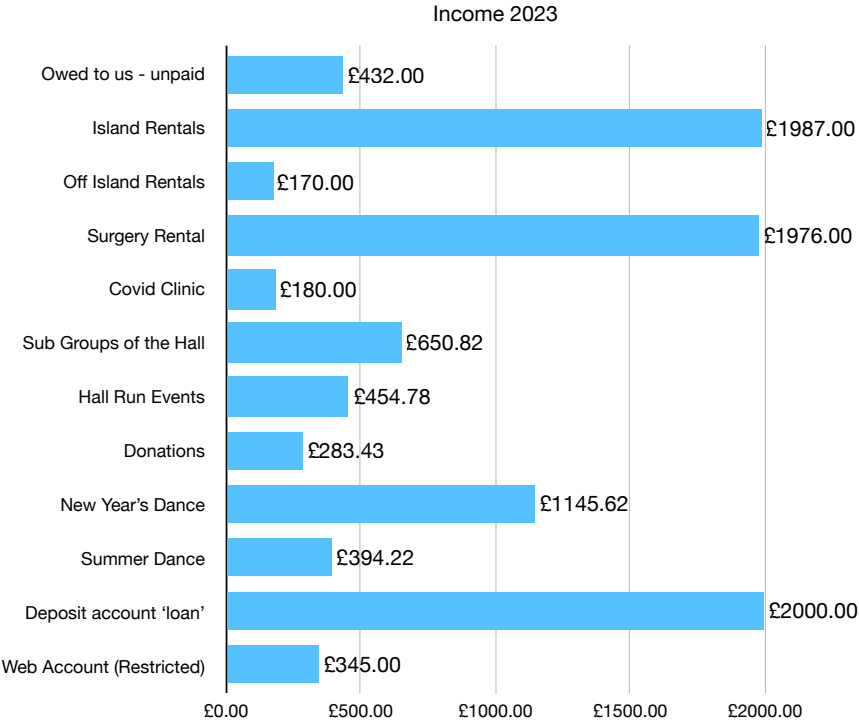 Income 2023
Owed to us - unpaid £432.00
Island Rentals £1987.00
Off Island Rentals £170.00
Surgery Rental £1976.00
Covid Clinic £180.00
Sub Groups of the Hall £650.82
Hall Run Events £454.78
Donations £283.43
New Year’s Dance £1145.62
Summer Dance £394.22
Deposit account ‘loan’ £2000.00
Web Account (Restricted) £345.00
£0.00 £500.00 £1000.00 £1500.00 £2000.00